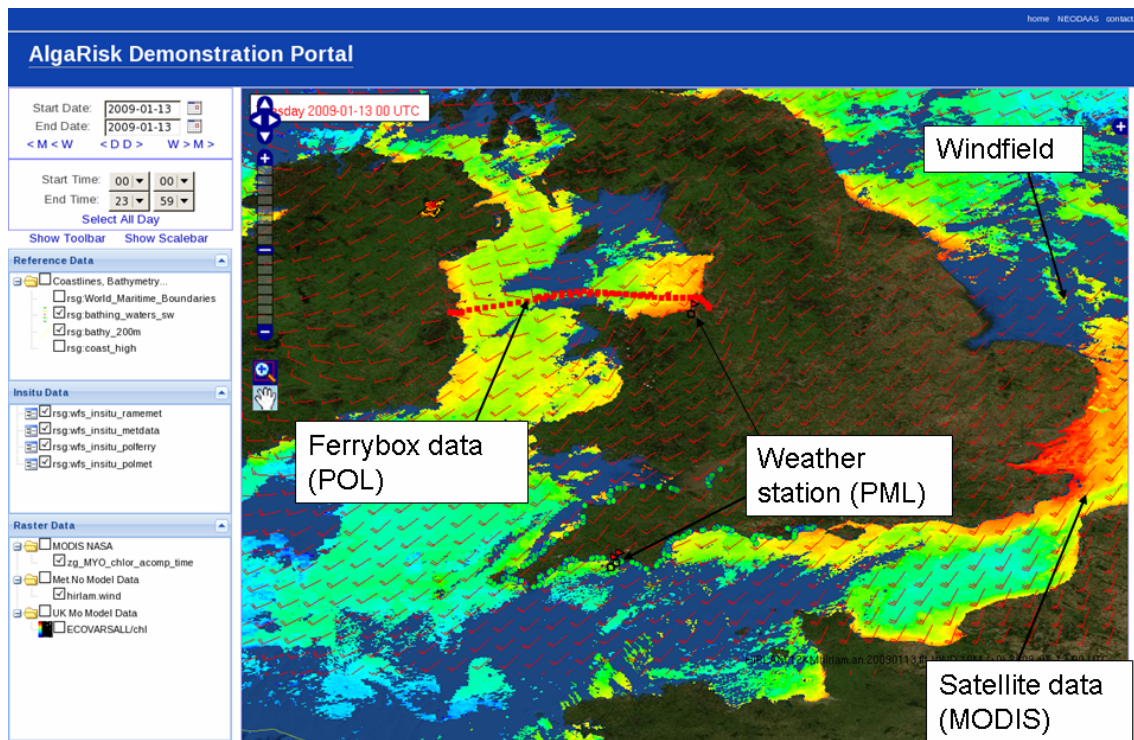 home NEODAAS contact
AlgaRisk Demonstration Portal
Start Date: 2009-01-13
End Date: 2009-01-13
< M < W < D D > W > M >
Start Time: 00 00
End Time: 23 59
Select All Day
Show Toolbar Show Scalebar
Reference Data
Coastlines, Bathymetry...
rsg:World_Maritime_Boundaries
rsg:bathing_waters_sw
rsg:bathy_200m
rsg:coast_high
Insitu Data
rsg:wfs_insitu_ramemet
rsg:wfs_insitu_metdata
rsg:wfs_insitu_polferry
rsg:wfs_insitu_polmet
Raster Data
MODIS NASA
zg_MYO_chlor_acomp_time
Met.No Model Data
hirlam.wind
UK Mo Model Data
ECOVARSALL/chl
sday 2009-01-13 00 UTC
Windfield
Ferrybox data
(POL)
Weather
station (PML)
Satellite data
(MODIS)